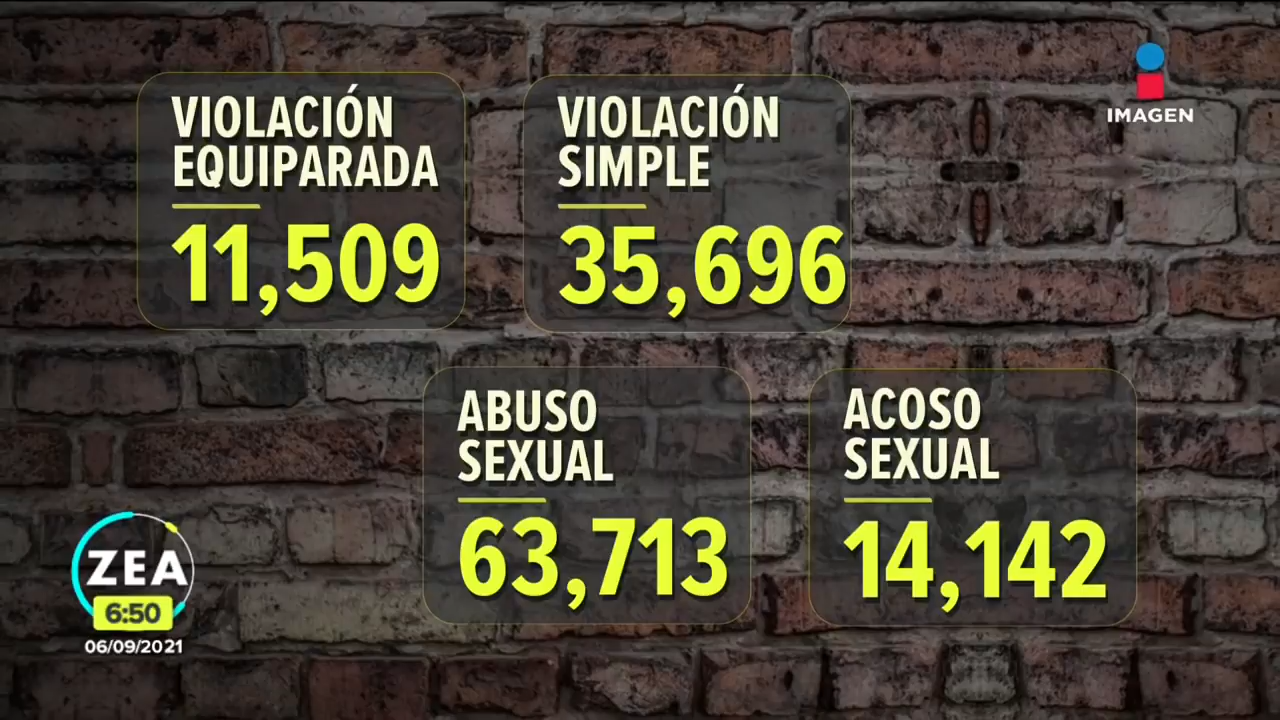 VIOLACIÓN
EQUIPARADA
11,509
VIOLACIÓN
SIMPLE
35,696
IMAGEN
ABUSO
SEXUAL
63,713
ACOSO
SEXUAL
14,142
ZEA
6:50
06/09/2021